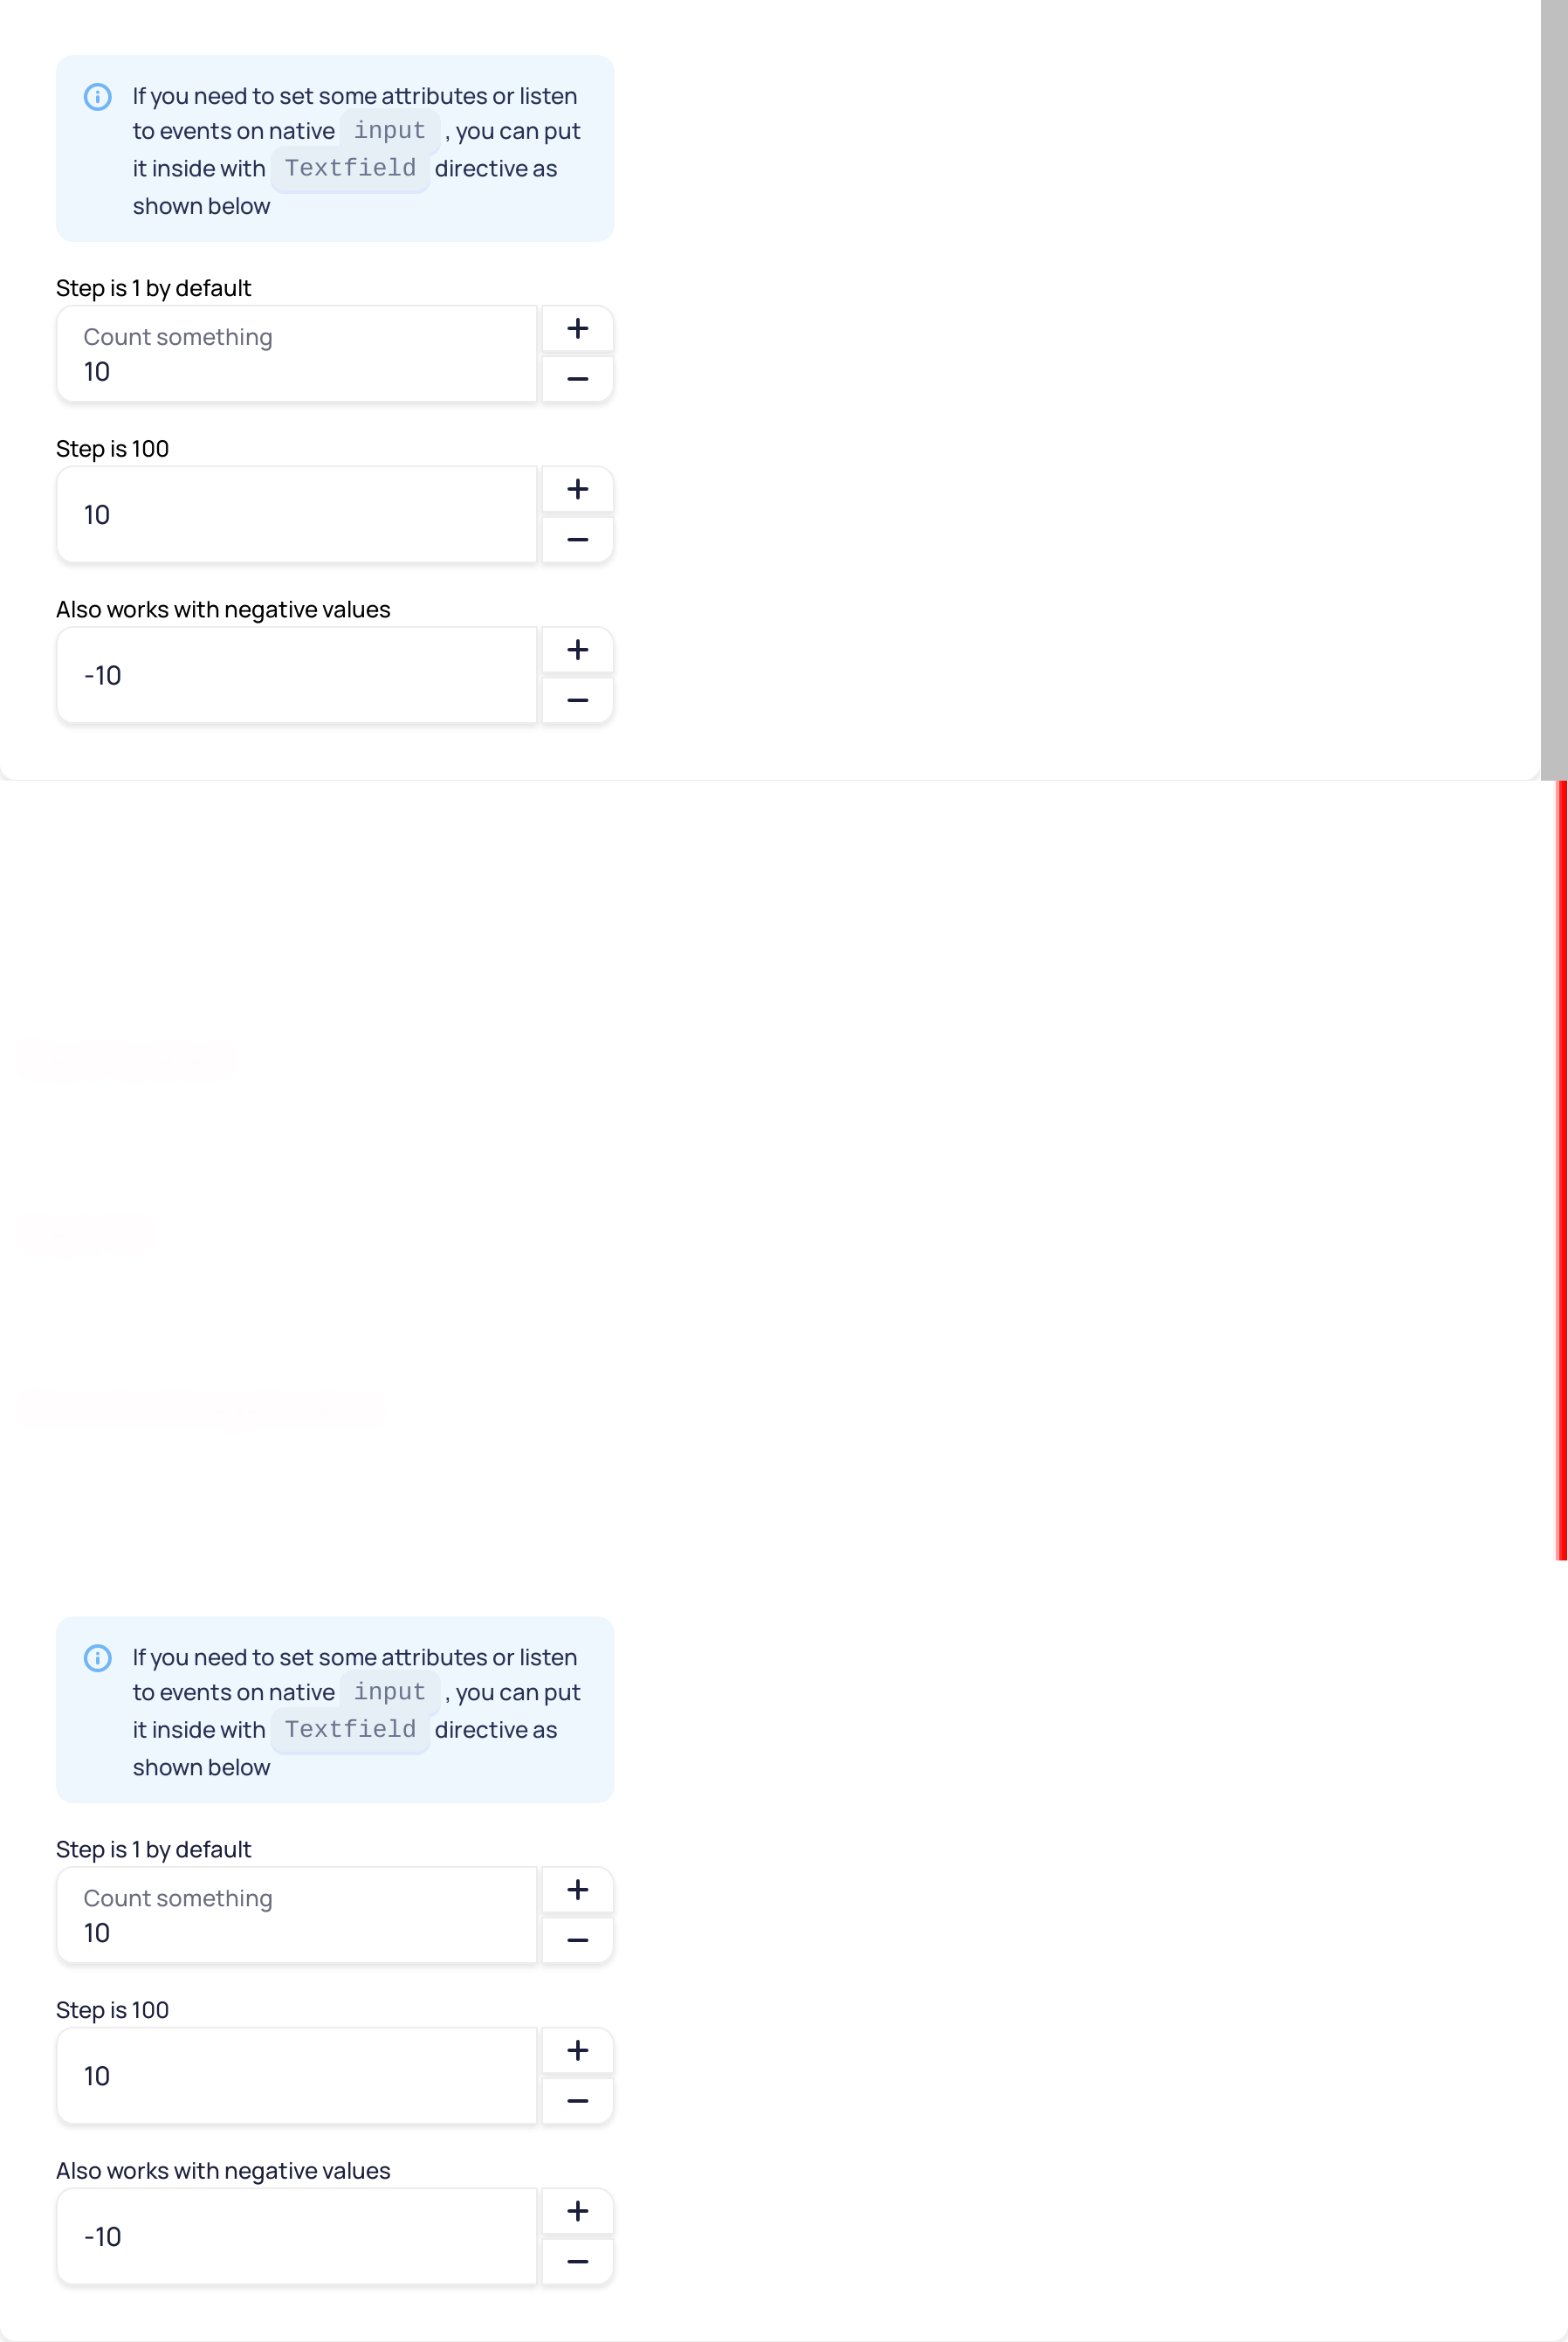 If you need to set some attributes or listen
to events on native input , you can put
it inside with Textfield directive as
shown below
Step is 1 by default
Count something
10
Step is 100
10
Also works with negative values
-10
If you need to set some attributes or listen
to events on native input , you can put
it inside with Textfield directive as
shown below
Step is 1 by default
Count something
10
Step is 100
10
Also works with negative values
-10